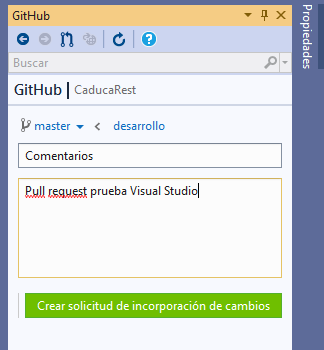 GitHub
Buscar
GitHub | CaducaRest
master < desarrollo
Comentarios
Pull request prueba Visual Studio
Crear solicitud de incorporación de cambios
Propiedades